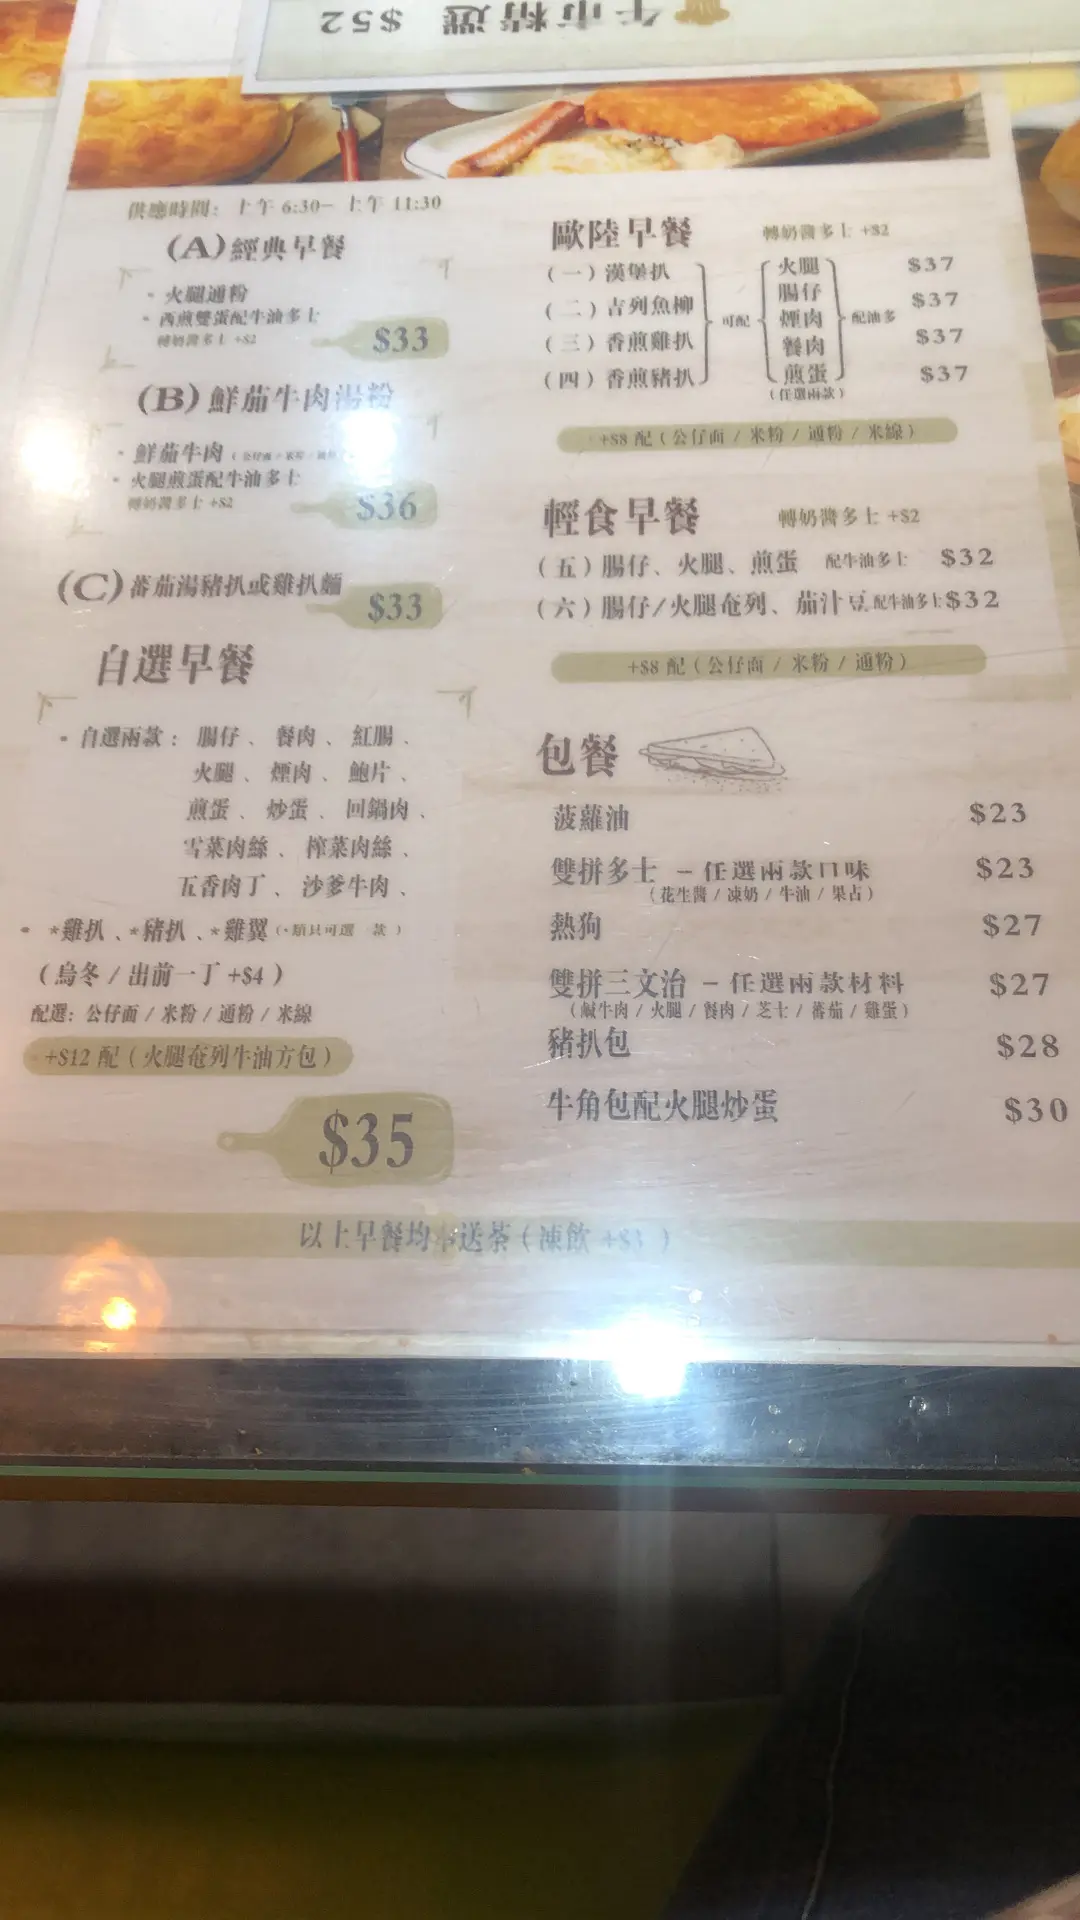 午市精選 $52
供應時間：上午 6:30– 上午 11:30
(A)經典早餐
· 火腿通粉
· 西煎雙蛋配牛油多士
轉奶醬多士 +$2
$33
(B)鮮茄牛肉湯粉
· 鮮茄牛肉
· 火腿煎蛋配牛油多士
轉奶醬多士 +$2
$36
(C)蕃茄湯豬扒或雞扒麵
$33
自選早餐
· 自選兩款： 腸仔 、 餐肉 、 紅腸 、
火腿 、 煙肉 、 鮑片 、
煎蛋 、 炒蛋 、 回鍋肉 、
雪菜肉絲 、 榨菜肉絲 、
五香肉丁 、 沙爹牛肉 、
· *雞扒 、*豬扒 、*雞翼
（烏冬 / 出前一丁 +$4 ）
配選：公仔面 / 米粉 / 通粉 / 米線
+$12 配（火腿奄列牛油方包）
$35
歐陸早餐 轉奶醬多士 +$2
（一）漢堡扒 $37
（二）吉列魚柳 $37
（三）香煎雞扒 $37
（四）香煎豬扒 $37
可配
火腿
腸仔
煙肉
餐肉
煎蛋
（任選兩款）
配油多
+$8 配（公仔面 / 米粉 / 通粉 / 米線）
輕食早餐 轉奶醬多士 +$2
（五）腸仔、火腿、煎蛋 配牛油多士 $32
（六）腸仔/火腿奄列、茄汁豆 配牛油多士 $32
+$8 配（公仔面 / 米粉 / 通粉）
包餐
菠蘿油 $23
雙拼多士 – 任選兩款口味 $23
（花生醬 / 凍奶 / 牛油 / 果占）
熱狗 $27
雙拼三文治 – 任選兩款材料 $27
（鹹牛肉 / 火腿 / 餐肉 / 芝士 / 蕃茄 / 雞蛋）
豬扒包 $28
牛角包配火腿炒蛋 $30
以上早餐均奉送茶（凍飲 +$3 ）